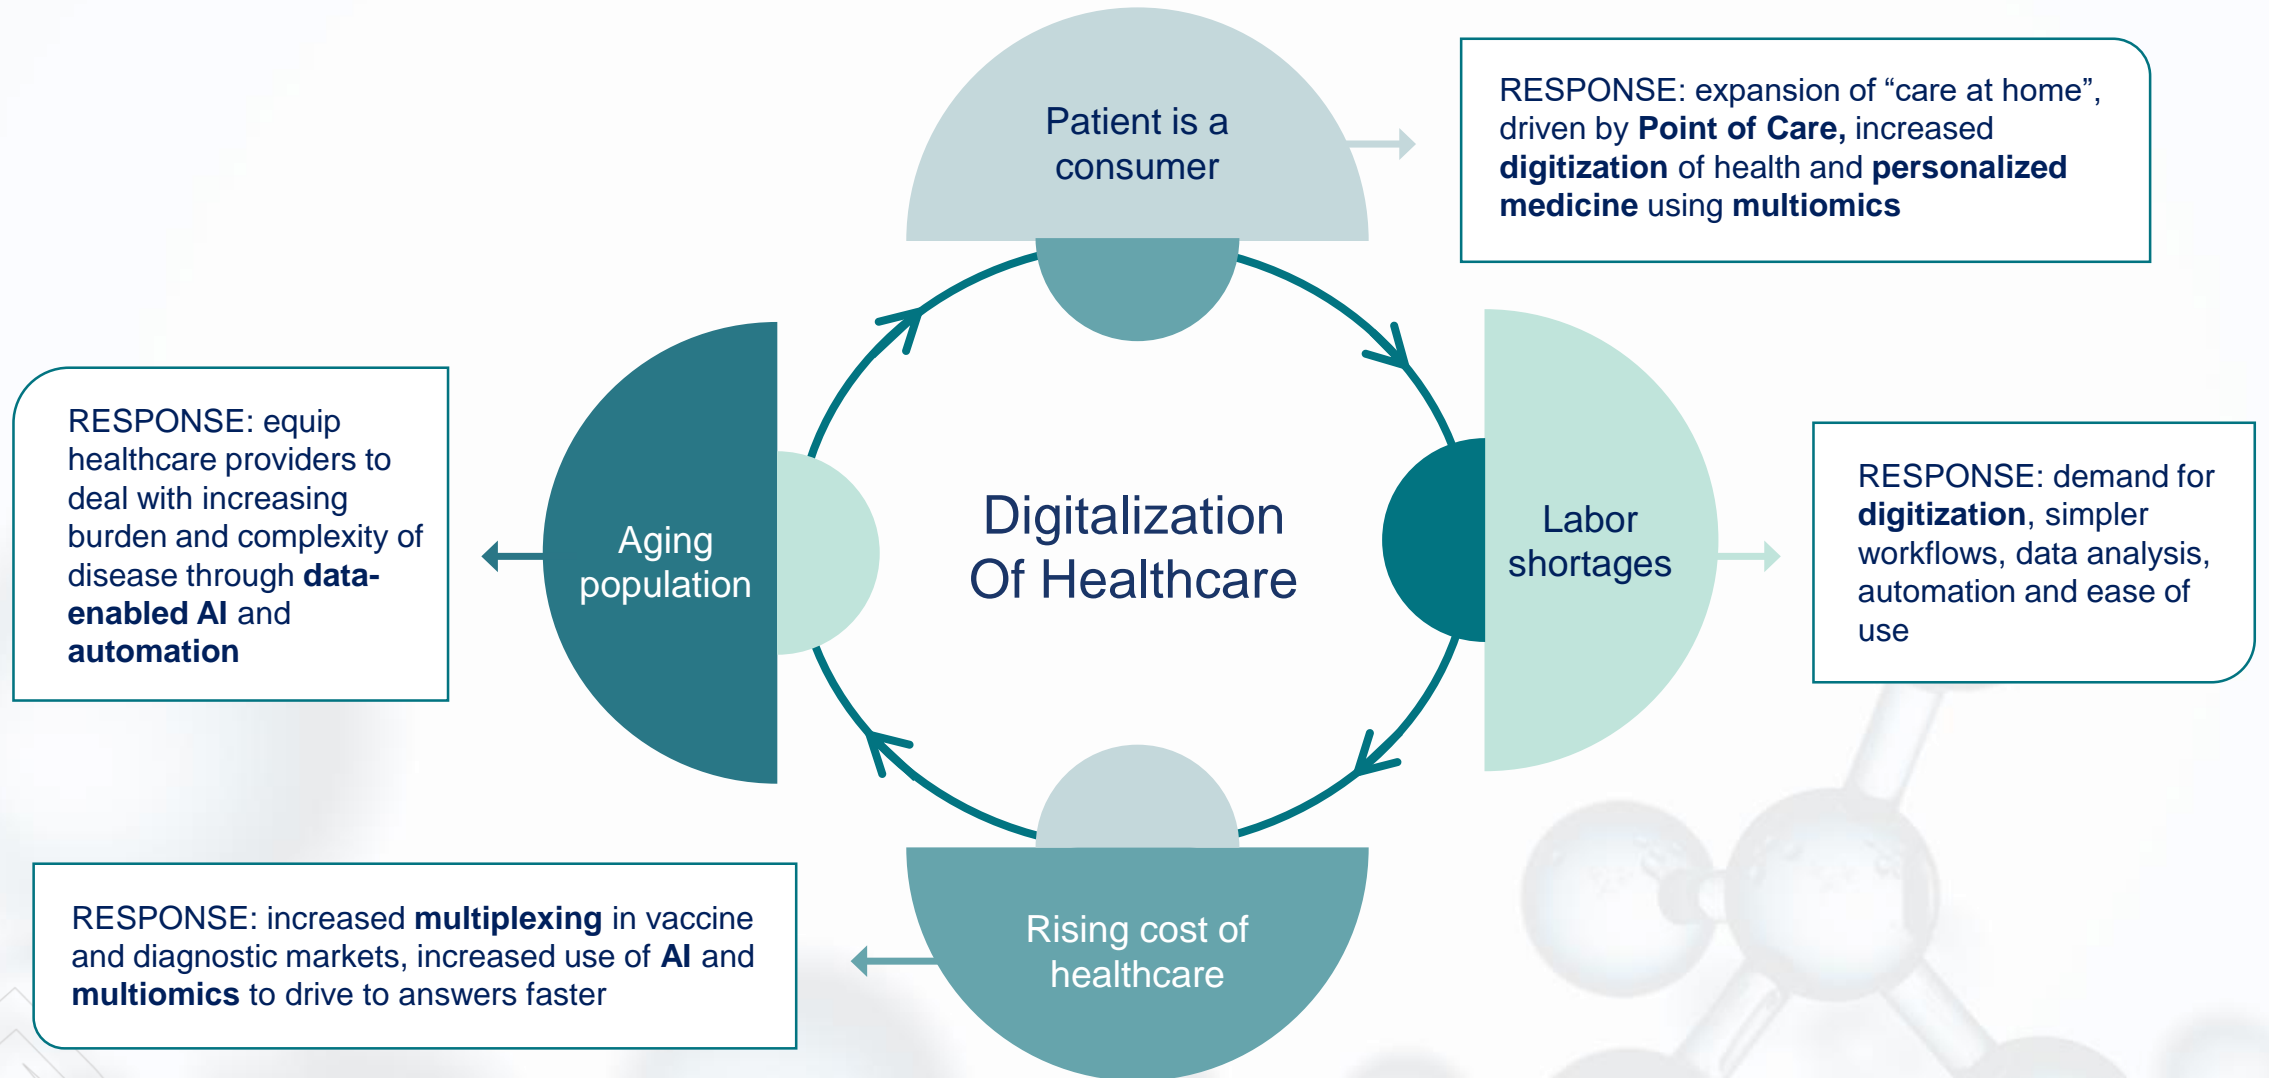 Patient is a
consumer
RESPONSE: expansion of “care at home”,
driven by Point of Care, increased
digitization of health and personalized
medicine using multiomics
RESPONSE: equip
healthcare providers to
deal with increasing
burden and complexity of
disease through data-
enabled AI and
automation
Aging
population
Digitalization
Of Healthcare
Labor
shortages
RESPONSE: demand for
digitization, simpler
workflows, data analysis,
automation and ease of
use
RESPONSE: increased multiplexing in vaccine
and diagnostic markets, increased use of AI and
multiomics to drive to answers faster
Rising cost of
healthcare